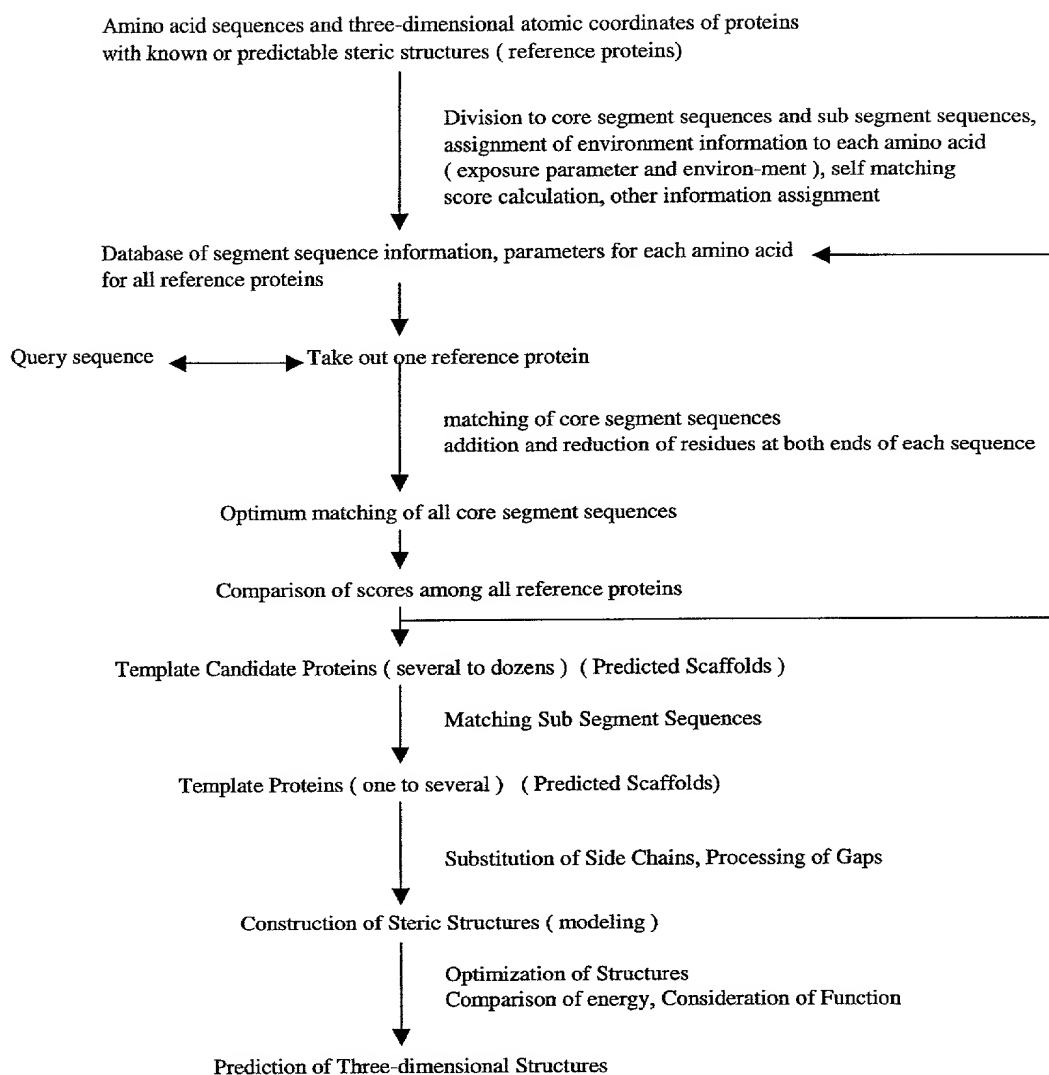 Amino acid sequences and three-dimensional atomic coordinates of proteins
with known or predictable steric structures ( reference proteins)
Division to core segment sequences and sub segment sequences,
assignment of environment information to each amino acid
( exposure parameter and environ-ment ), self matching
score calculation, other information assignment
Database of segment sequence information, parameters for each amino acid
for all reference proteins
Query sequence
Take out one reference protein
matching of core segment sequences
addition and reduction of residues at both ends of each sequence
Optimum matching of all core segment sequences
Comparison of scores among all reference proteins
Template Candidate Proteins ( several to dozens ) ( Predicted Scaffolds )
Matching Sub Segment Sequences
Template Proteins ( one to several ) ( Predicted Scaffolds)
Substitution of Side Chains, Processing of Gaps
Construction of Steric Structures ( modeling )
Optimization of Structures
Comparison of energy, Consideration of Function
Prediction of Three-dimensional Structures